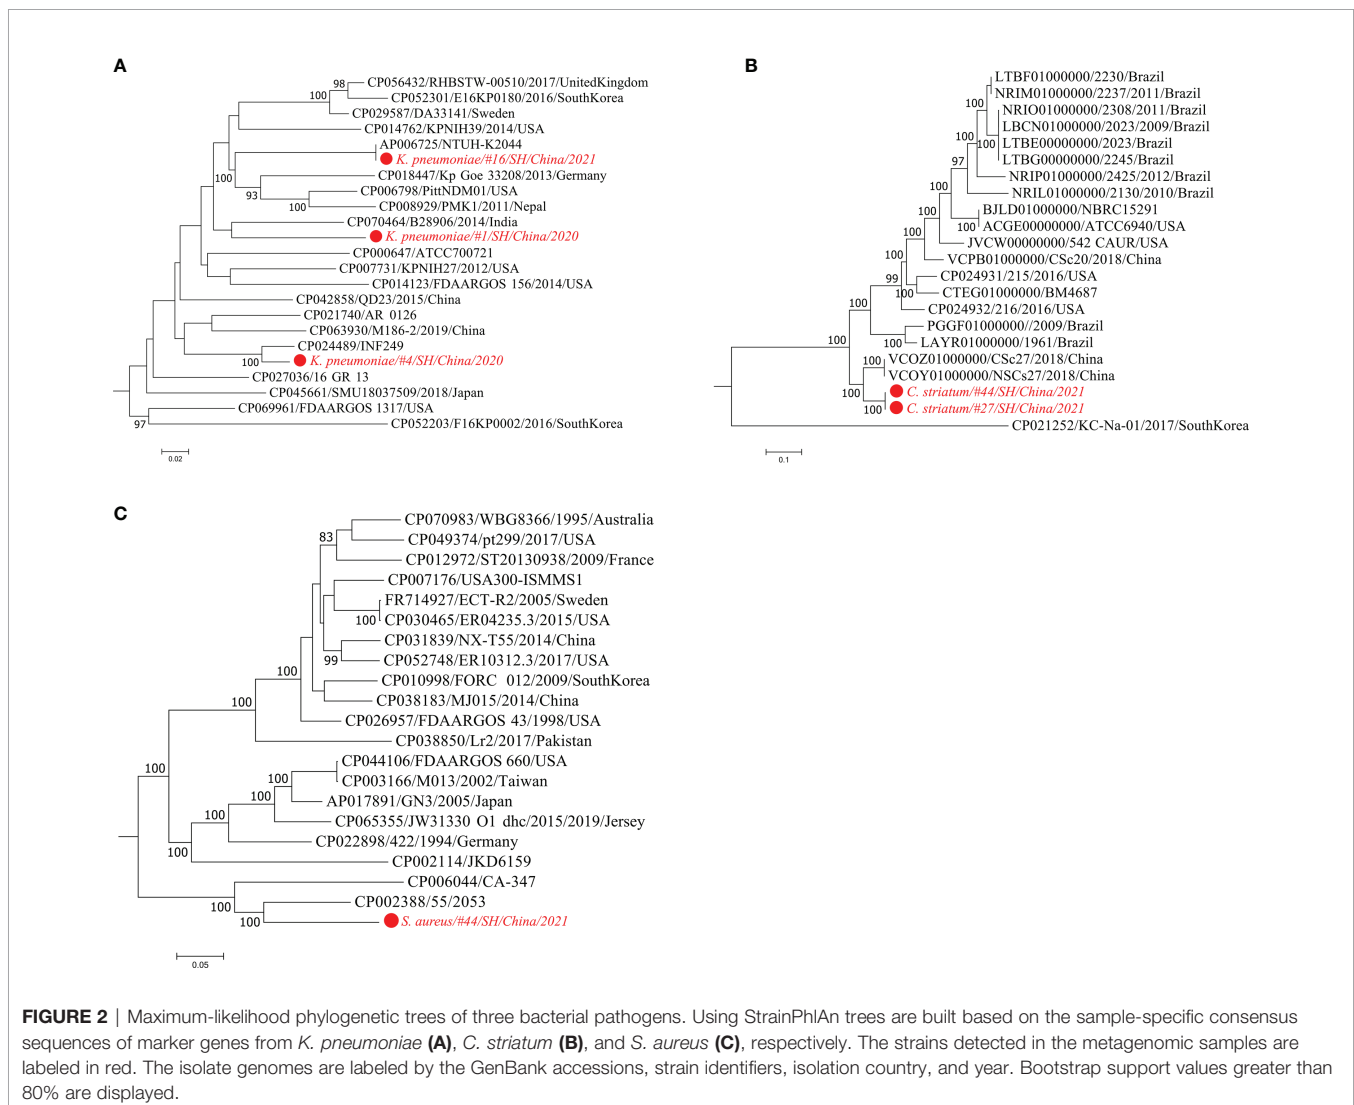 A
98
CP056432/RHBSTW-00510/2017/UnitedKingdom
100
CP052301/E16KP0180/2016/SouthKorea
CP029587/DA33141/Sweden
CP014762/KPNIH39/2014/USA
AP006725/NTUH-K2044
K. pneumoniae/#16/SH/China/2021
100
CP018447/Kp Goe 33208/2013/Germany
93
CP006798/PittNDM01/USA
100
CP008929/PMK1/2011/Nepal
CP070464/B28906/2014/India
K. pneumoniae/#1/SH/China/2020
CP000647/ATCC700721
CP007731/KPNIH27/2012/USA
CP014123/FDAARGOS 156/2014/USA
CP042858/QD23/2015/China
CP021740/AR 0126
CP063930/M186-2/2019/China
CP024489/INF249
100
K. pneumoniae/#4/SH/China/2020
CP027036/16 GR 13
CP045661/SMU18037509/2018/Japan
CP069961/FDAARGOS 1317/USA
97
CP052203/F16KP0002/2016/SouthKorea
0.02
B
LTBF01000000/2230/Brazil
NRIM01000000/2237/2011/Brazil
100
NRIO01000000/2308/2011/Brazil
LBCN01000000/2023/2009/Brazil
100
LTBE00000000/2023/Brazil
LTBG00000000/2245/Brazil
97
NRIP01000000/2425/2012/Brazil
100
NRIL01000000/2130/2010/Brazil
100
BJLD01000000/NBRC15291
100
ACGE00000000/ATCC6940/USA
JVCW00000000/542 CAUR/USA
100
VCPB01000000/CSc20/2018/China
99
CP024931/215/2016/USA
100
CTEG01000000/BM4687
100
CP024932/216/2016/USA
PGGF01000000//2009/Brazil
100
LAYR01000000/1961/Brazil
VCOZ01000000/CSc27/2018/China
100
VCOY01000000/NSCs27/2018/China
100
C. striatum/#44/SH/China/2021
100
C. striatum/#27/SH/China/2021
CP021252/KC-Na-01/2017/SouthKorea
0.1
C
CP070983/WBG8366/1995/Australia
83
CP049374/pt299/2017/USA
CP012972/ST20130938/2009/France
CP007176/USA300-ISMMS1
FR714927/ECT-R2/2005/Sweden
100
CP030465/ER04235.3/2015/USA
CP031839/NX-T55/2014/China
99
CP052748/ER10312.3/2017/USA
100
CP010998/FORC 012/2009/SouthKorea
100
CP038183/MJ015/2014/China
CP026957/FDAARGOS 43/1998/USA
CP038850/Lr2/2017/Pakistan
100
CP044106/FDAARGOS 660/USA
100
CP003166/M013/2002/Taiwan
100
AP017891/GN3/2005/Japan
100
CP065355/JW31330 O1 dhc/2015/2019/Jersey
CP022898/422/1994/Germany
100
CP002114/JKD6159
CP006044/CA-347
100
CP002388/55/2053
100
S. aureus/#44/SH/China/2021
0.05
FIGURE 2 | Maximum-likelihood phylogenetic trees of three bacterial pathogens. Using StrainPhlAn trees are built based on the sample-specific consensus
sequences of marker genes from K. pneumoniae (A), C. striatum (B), and S. aureus (C), respectively. The strains detected in the metagenomic samples are
labeled in red. The isolate genomes are labeled by the GenBank accessions, strain identifiers, isolation country, and year. Bootstrap support values greater than
80% are displayed.